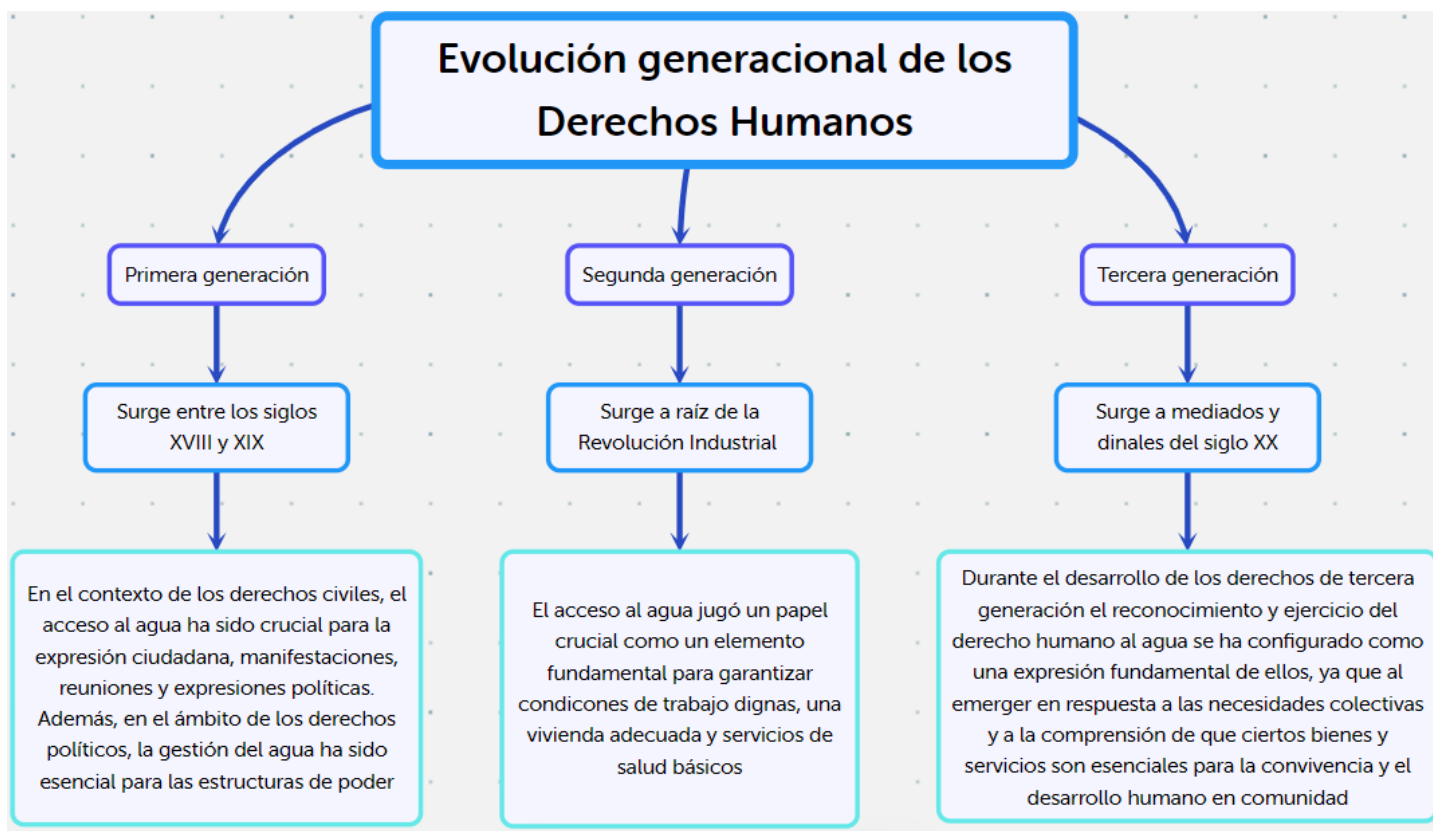 Evolución generacional de los
Derechos Humanos
Primera generación
Segunda generación
Tercera generación
Surge entre los siglos
XVIII y XIX
Surge a raíz de la
Revolución Industrial
Surge a mediados y
dinales del siglo XX
En el contexto de los derechos civiles, el
acceso al agua ha sido crucial para la
expresión ciudadana, manifestaciones,
reuniones y expresiones políticas.
Además, en el ámbito de los derechos
políticos, la gestión del agua ha sido
esencial para las estructuras de poder
El acceso al agua jugó un papel
crucial como un elemento
fundamental para garantizar
condicones de trabajo dignas, una
vivienda adecuada y servicios de
salud básicos
Durante el desarrollo de los derechos de tercera
generación el reconocimiento y ejercicio del
derecho humano al agua se ha configurado como
una expresión fundamental de ellos, ya que al
emerger en respuesta a las necesidades colectivas
y a la comprensión de que ciertos bienes y
servicios son esenciales para la convivencia y el
desarrollo humano en comunidad